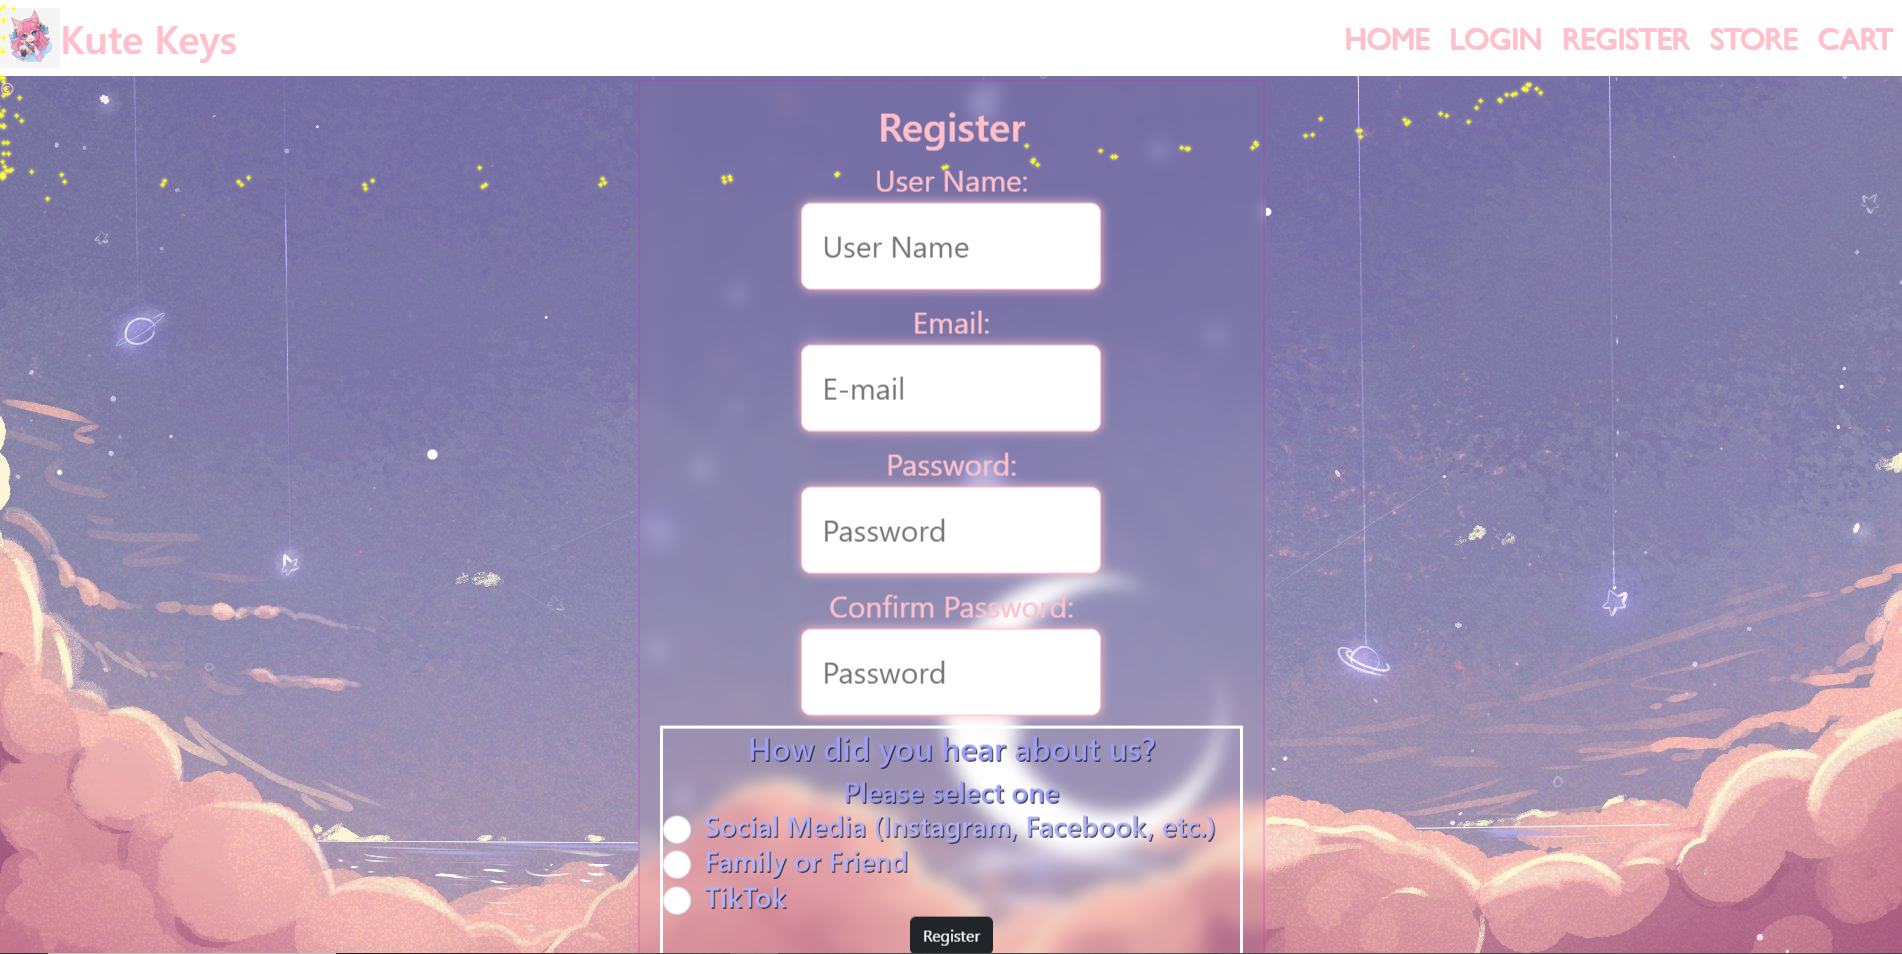 Kute Keys
HOME LOGIN REGISTER STORE CART
Register
User Name:
User Name
Email:
E-mail
Password:
Password
Confirm Password:
Password
How did you hear about us?
Please select one
Social Media (Instagram, Facebook, etc.)
Family or Friend
TikTok
Register